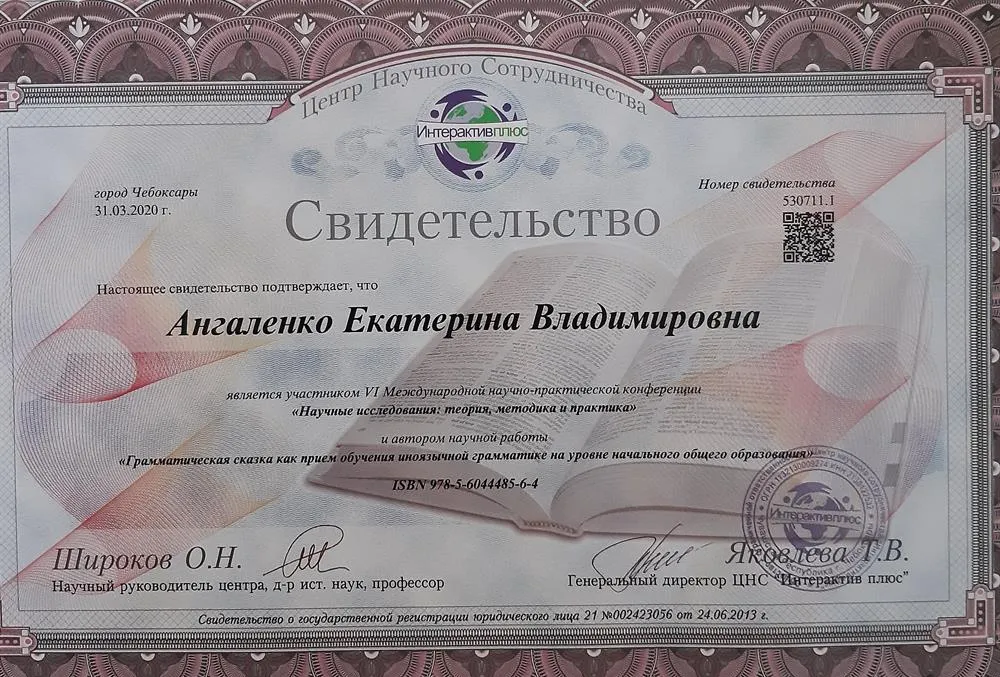 Центр Научного Сотрудничества
Интерактивплюс
город Чебоксары
31.03.2020 г.
Номер свидетельства
530711.1
Свидетельство
Настоящее свидетельство подтверждает, что
Ангаленко Екатерина Владимировна
является участником VI Международной научно-практической конференции
«Научные исследования: теория, методика и практика»
и автором научной работы
«Грамматическая сказка как прием обучения иноязычной грамматике на уровне начального общего образования»
ISBN 978-5-6044485-6-4
Широков О.Н.
Научный руководитель центра, д-р ист. наук, профессор
Яковлева Т.В.
Генеральный директор ЦНС "Интерактив плюс"
Интерактивплюс
Свидетельство о государственной регистрации юридического лица 21 №002423056 от 24.06.2013 г.